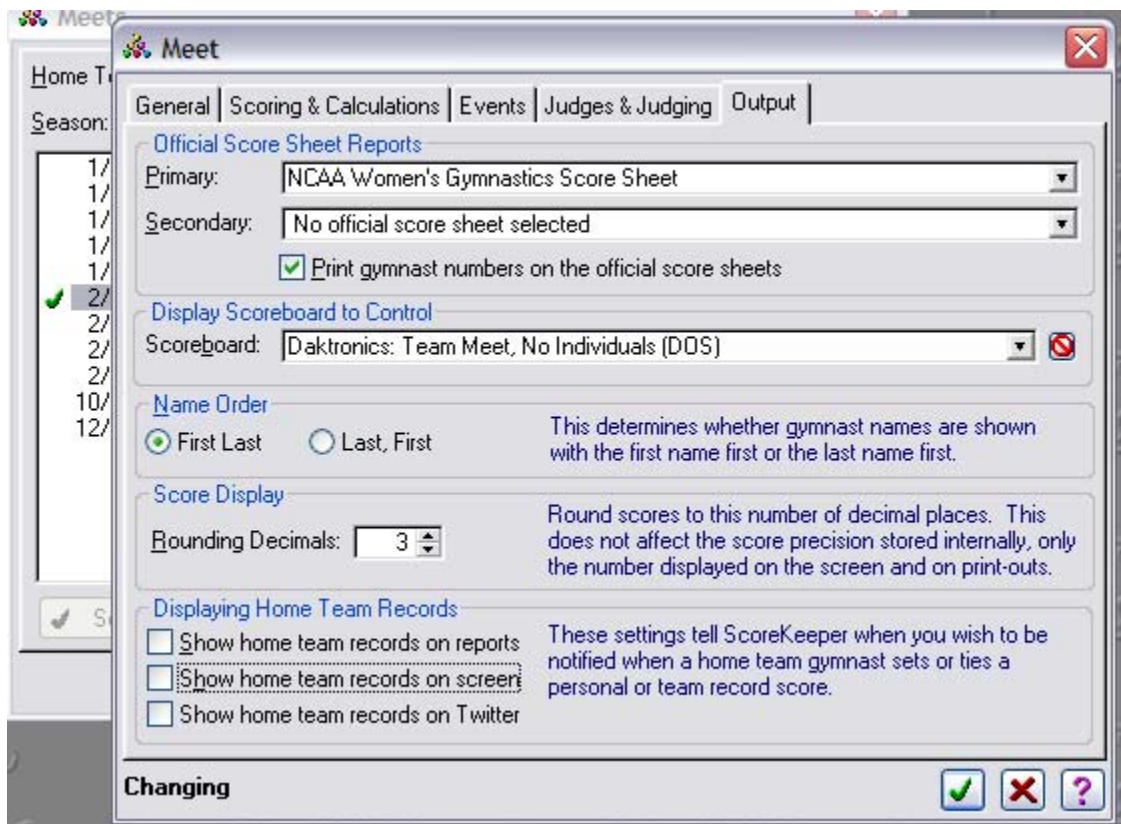 Meets
Meet
Home T
Season:
1/
1/
1/
1/
1/
2/
2/
2/
2/
10/
12/
S
General
Scoring & Calculations
Events
Judges & Judging
Output
Official Score Sheet Reports
Primary: NCAA Women's Gymnastics Score Sheet
Secondary: No official score sheet selected
Print gymnast numbers on the official score sheets
Display Scoreboard to Control
Scoreboard: Daktronics: Team Meet, No Individuals (DOS)
Name Order
First Last
Last, First
This determines whether gymnast names are shown
with the first name first or the last name first.
Score Display
Rounding Decimals: 3
Round scores to this number of decimal places. This
does not affect the score precision stored internally, only
the number displayed on the screen and on print-outs.
Displaying Home Team Records
Show home team records on reports
Show home team records on screen
Show home team records on Twitter
These settings tell ScoreKeeper when you wish to be
notified when a home team gymnast sets or ties a
personal or team record score.
Changing
?